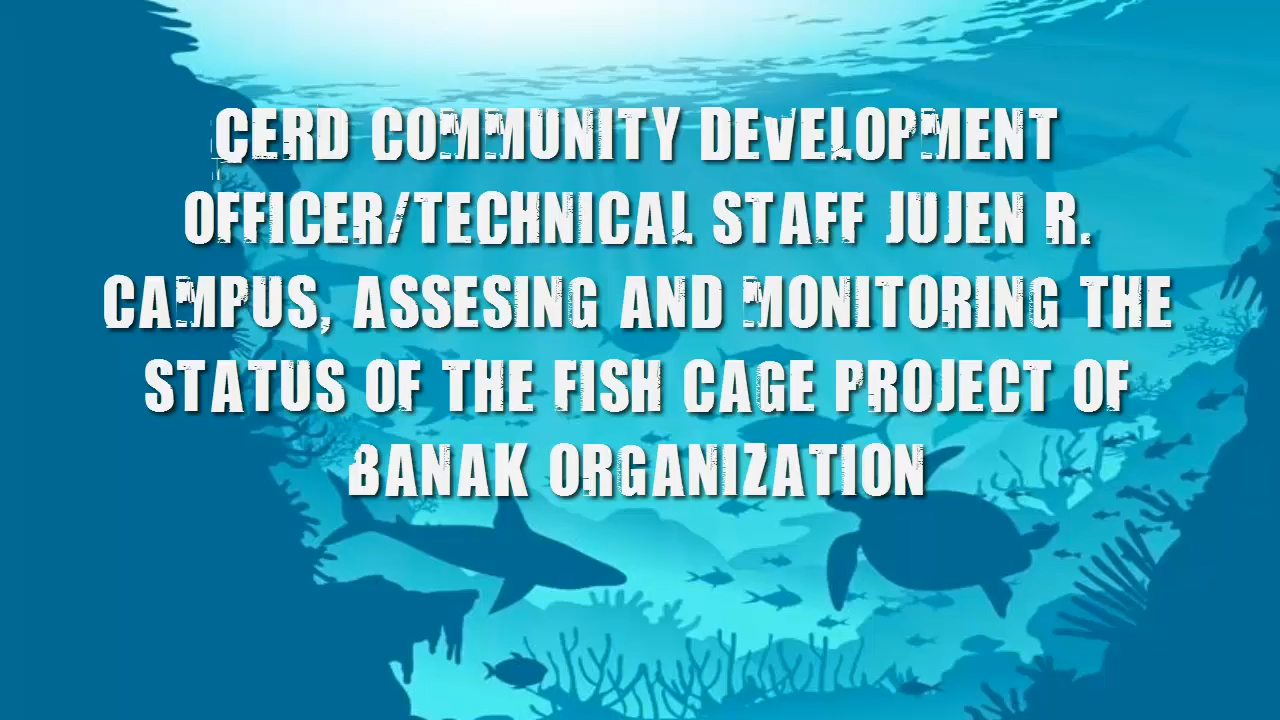 CERD COMMUNITY DEVELOPMENT
OFFICER/TECHNICAL STAFF JUJEN R.
CAMPUS, ASSESING AND MONITORING THE
STATUS OF THE FISH CAGE PROJECT OF
BANAK ORGANIZATION